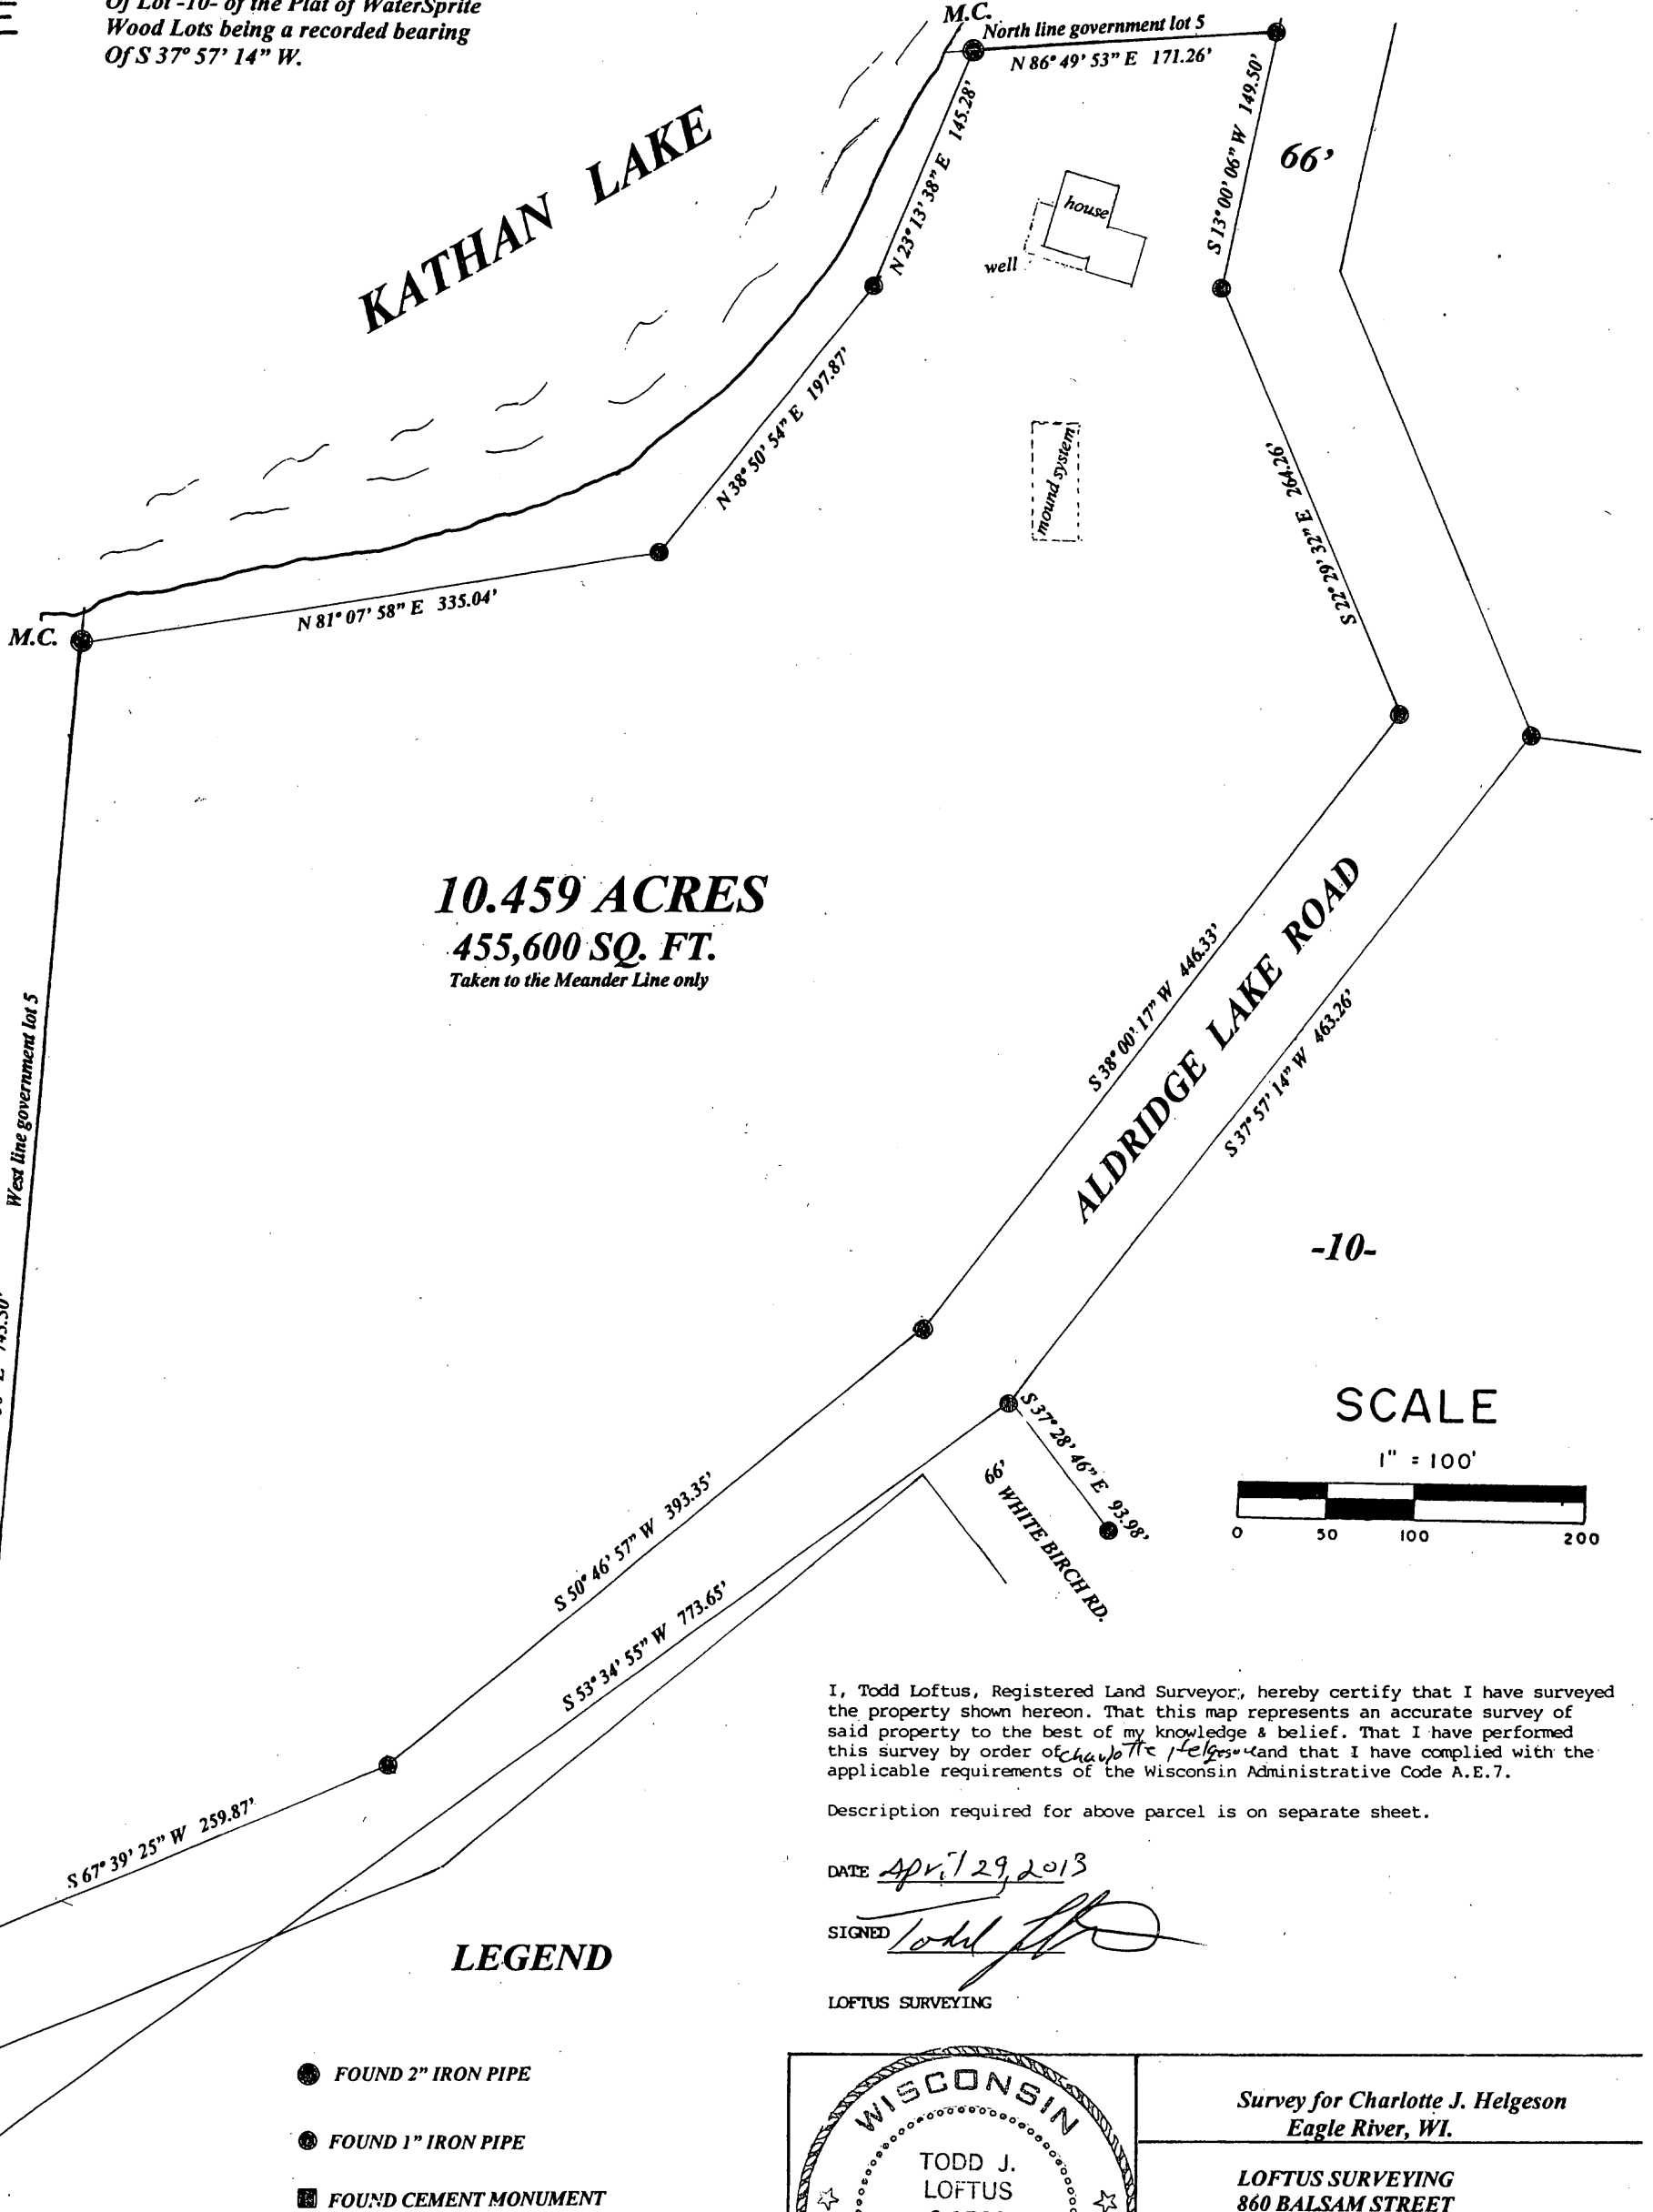 Of Lot -10- of the Plat of WaterSprite
Wood Lots being a recorded bearing
Of S 37° 57' 14" W.
M.C.
North line government lot 5
N 86° 49' 53" E 171.26'
KATHAN LAKE
N 23° 13' 38" E 145.28'
S 13° 00' 06" W 149.50'
66'
house
well
N 38° 50' 54" E 197.87'
mound system
S 22° 29' 32" E 264.26'
N 81° 07' 58" E 335.04'
M.C.
10.459 ACRES
455,600 SQ. FT.
Taken to the Meander Line only
West line government lot 5
S 38° 00' 17" W 446.33'
ALDRIDGE LAKE ROAD
S 37° 57' 14" W 463.26'
-10-
S 37° 28' 46" E 93.98'
66' WHITE BIRCH RD.
SCALE
1" = 100'
0 50 100 200
S 50° 46' 57" W 393.35'
S 53° 34' 55" W 773.65'
S 67° 39' 25" W 259.87'
I, Todd Loftus, Registered Land Surveyor, hereby certify that I have surveyed
the property shown hereon. That this map represents an accurate survey of
said property to the best of my knowledge & belief. That I have performed
this survey by order of Charlotte Helgeson and that I have complied with the
applicable requirements of the Wisconsin Administrative Code A.E.7.
Description required for above parcel is on separate sheet.
DATE April 29, 2013
SIGNED Todd
LOFTUS SURVEYING
LEGEND
FOUND 2" IRON PIPE
FOUND 1" IRON PIPE
FOUND CEMENT MONUMENT
WISCONSIN
TODD J.
LOFTUS
Survey for Charlotte J. Helgeson
Eagle River, WI.
LOFTUS SURVEYING
860 BALSAM STREET